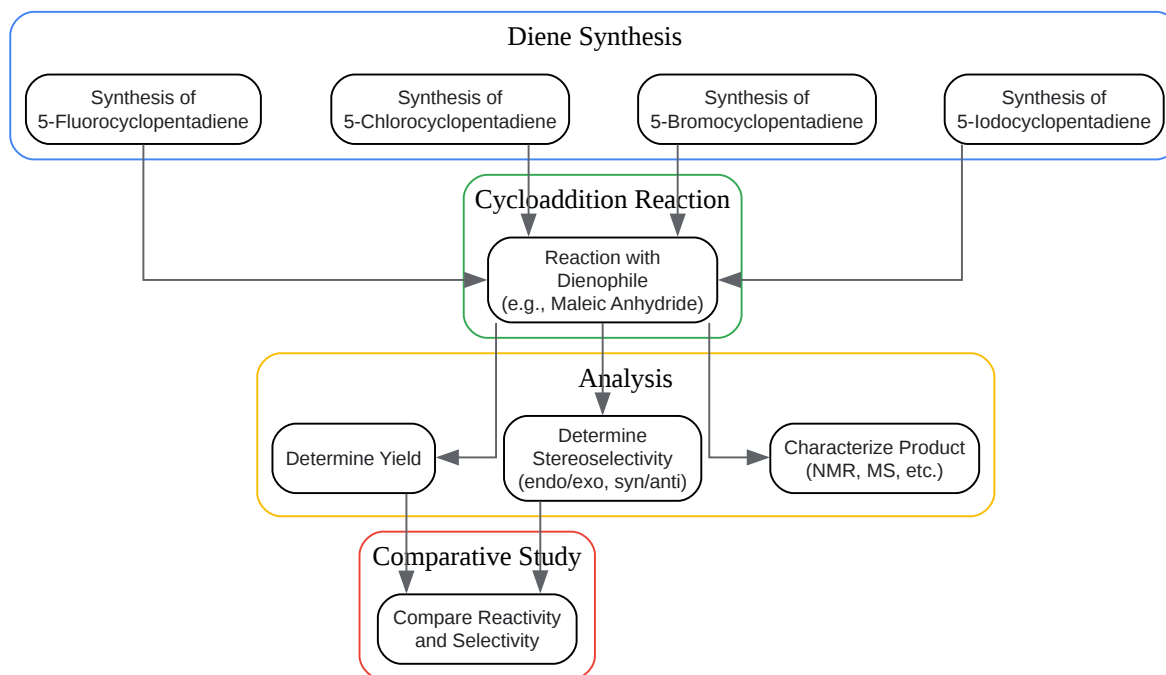 Diene Synthesis
Synthesis of
5-Fluorocyclopentadiene
Synthesis of
5-Chlorocyclopentadiene
Synthesis of
5-Bromocyclopentadiene
Synthesis of
5-Iodocyclopentadiene
Cycloaddition Reaction
Reaction with
Dienophile
(e.g., Maleic Anhydride)
Analysis
Determine Yield
Determine
Stereoselectivity
(endo/exo, syn/anti)
Characterize Product
(NMR, MS, etc.)
Comparative Study
Compare Reactivity
and Selectivity